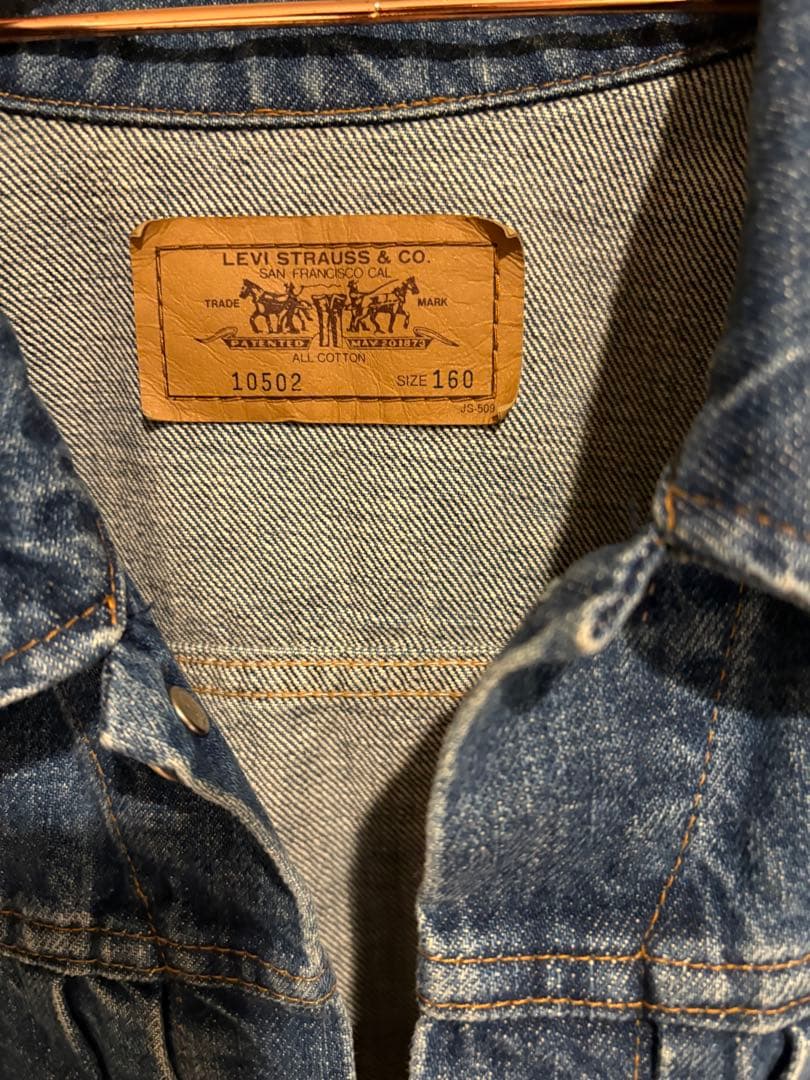 LEVI STRAUSS & CO.
SAN FRANCISCO CAL
TRADE MARK
PATENTED MAY 20 1873
ALL COTTON
10502 SIZE 160
JS-509